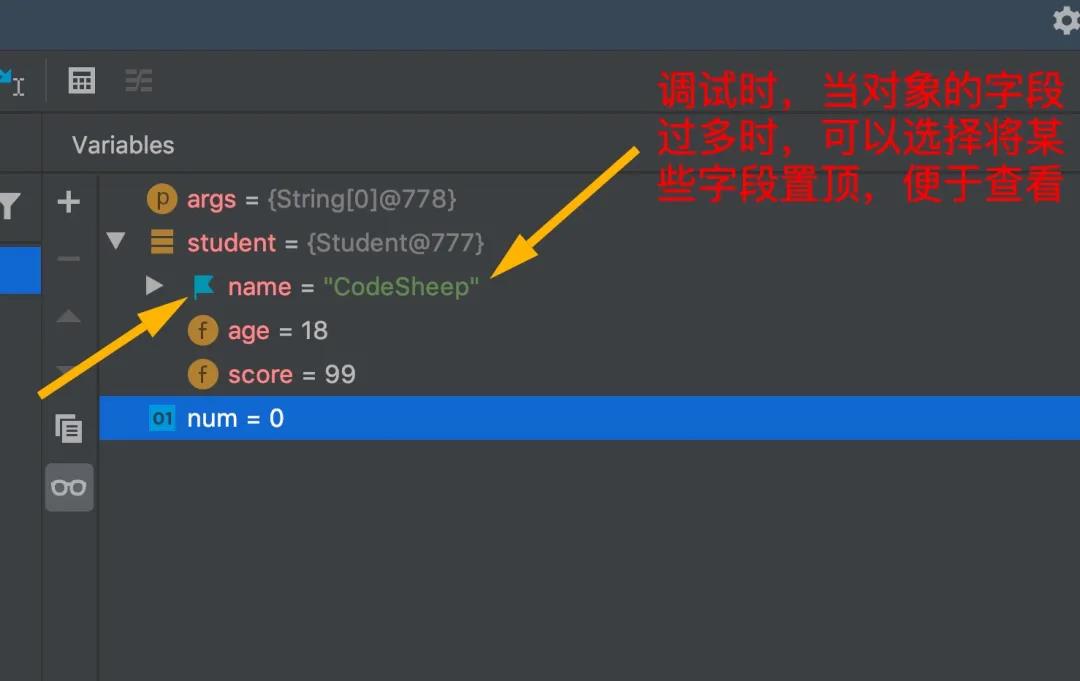 调试时，当对象的字段
过多时，可以选择将某
些字段置顶，便于查看
Variables
p args = {String[0]@778}
student = {Student@777}
name = "CodeSheep"
f age = 18
f score = 99
01 num = 0